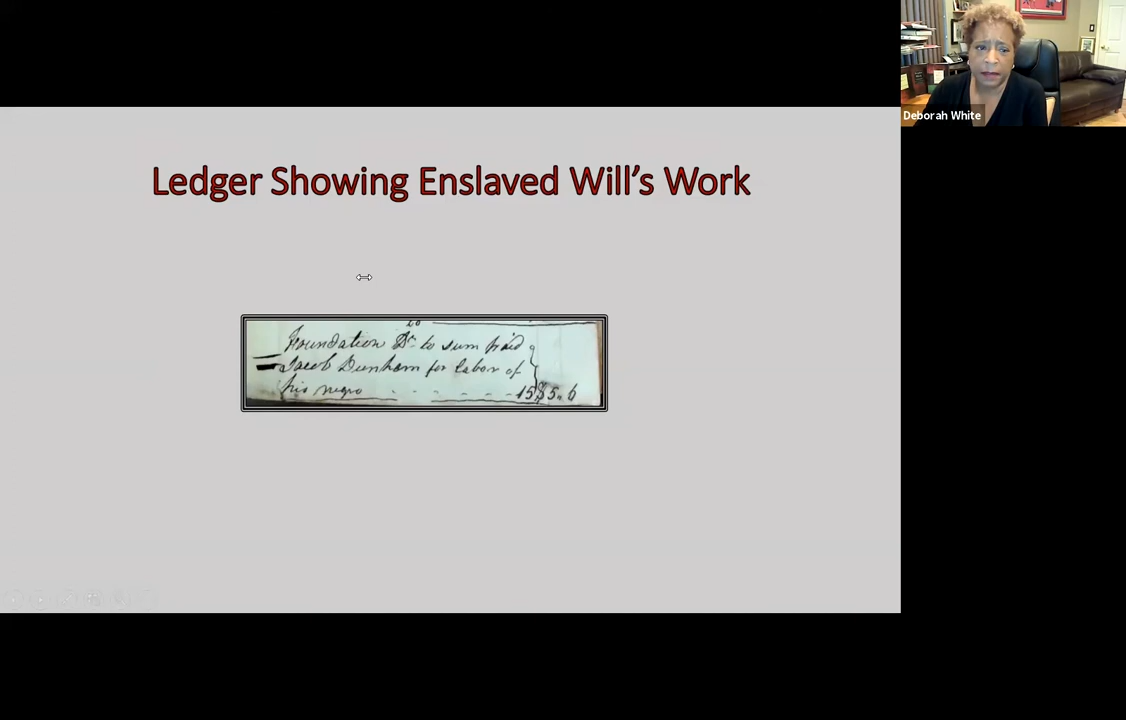 Deborah White
Ledger Showing Enslaved Will's Work
Foundation Dr to sum paid
Jacob Dunham for labor of
his negro - - - - - - 15$5.6